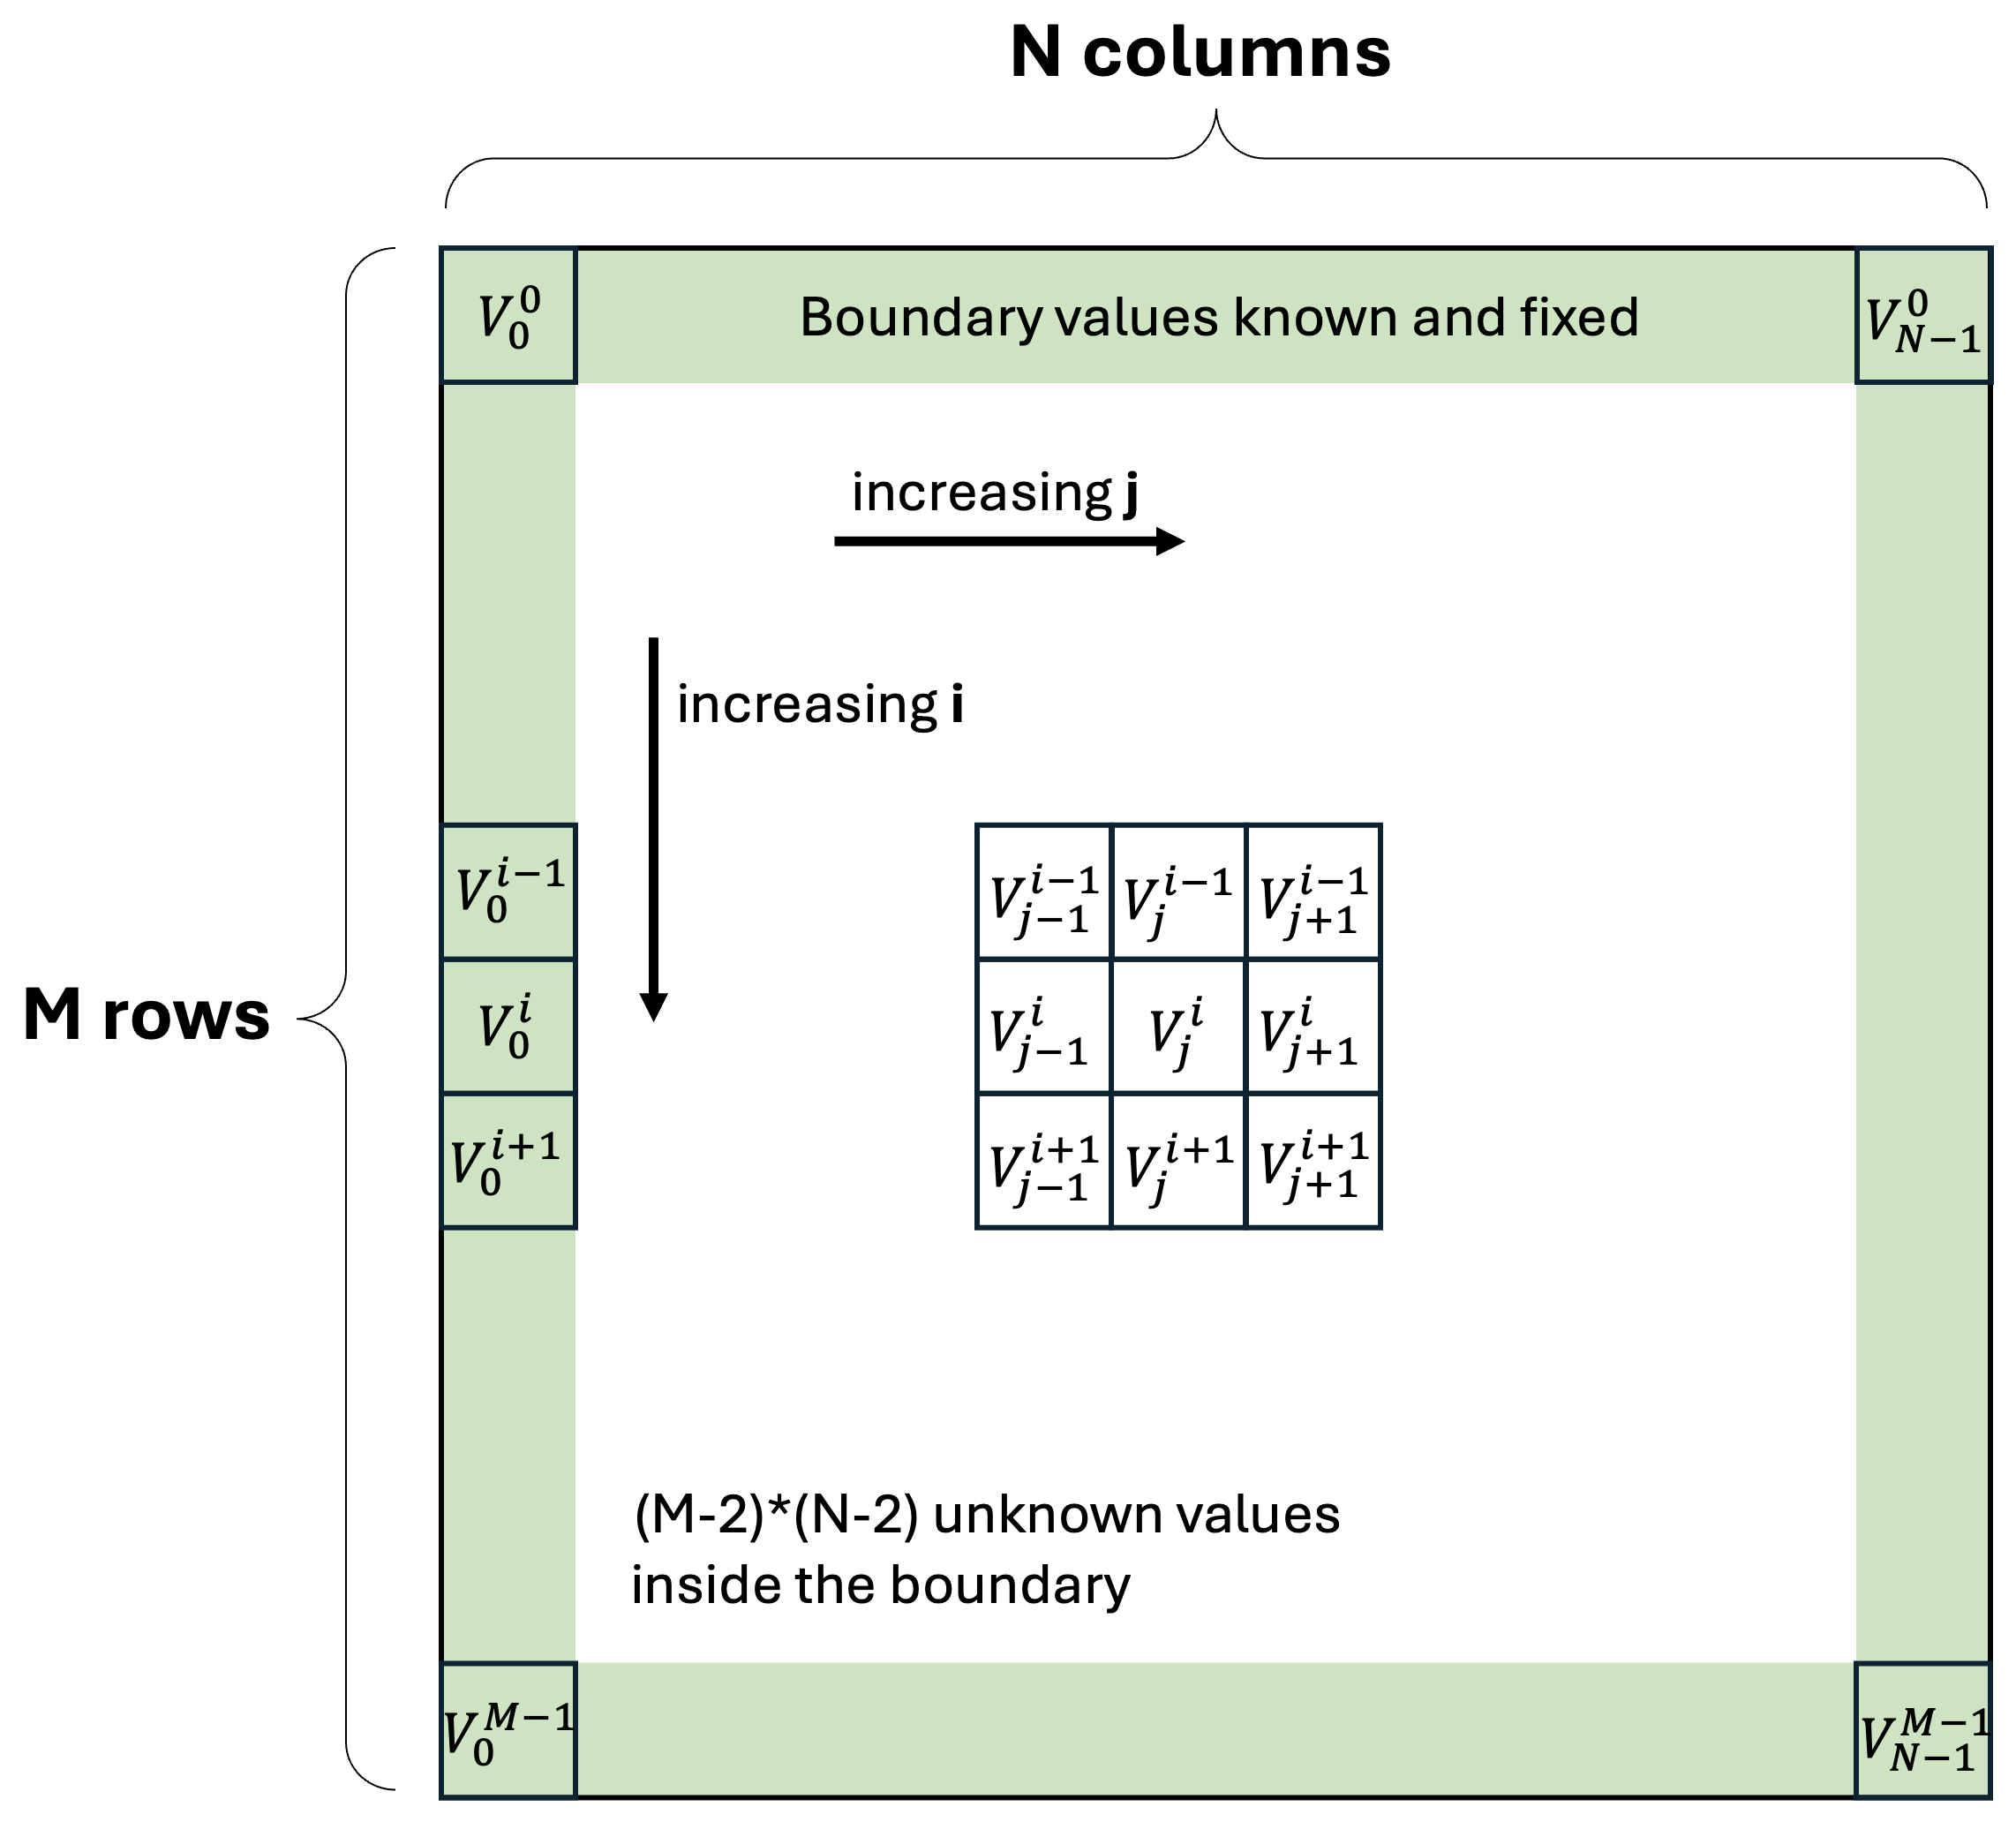 N columns
V_0^0
Boundary values known and fixed
V_{N−1}^0
increasing j
increasing i
V_0^{i−1}
V_{j−1}^{i−1} V_j^{i−1} V_{j+1}^{i−1}
M rows
V_0^i
V_{j−1}^i V_j^i V_{j+1}^i
V_0^{i+1}
V_{j−1}^{i+1} V_j^{i+1} V_{j+1}^{i+1}
(M-2)*(N-2) unknown values
inside the boundary
V_0^{M−1}
V_{N−1}^{M−1}